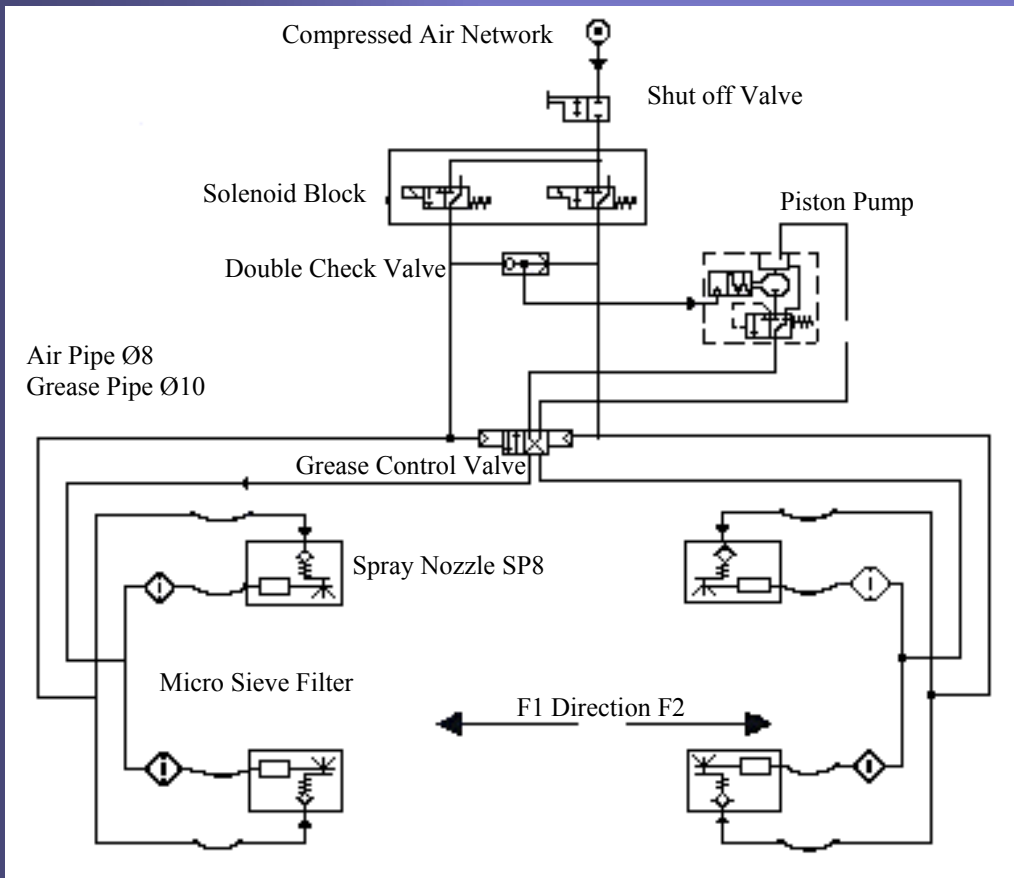 Compressed Air Network
Shut off Valve
Solenoid Block
Piston Pump
Double Check Valve
Air Pipe Ø8
Grease Pipe Ø10
Grease Control Valve
Spray Nozzle SP8
Micro Sieve Filter
F1 Direction F2